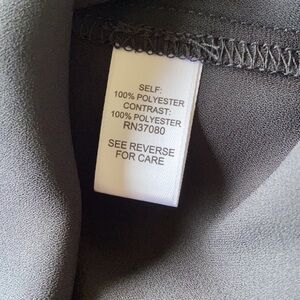 SELF:
100% POLYESTER
CONTRAST:
100% POLYESTER
RN37080
SEE REVERSE
FOR CARE